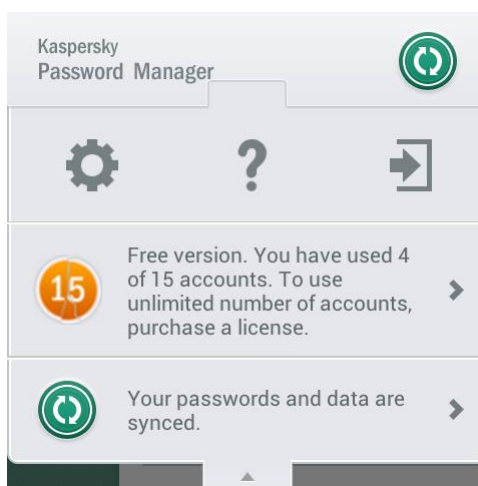 Kaspersky
Password Manager
?
15
Free version. You have used 4
of 15 accounts. To use
unlimited number of accounts,
purchase a license.
Your passwords and data are
synced.